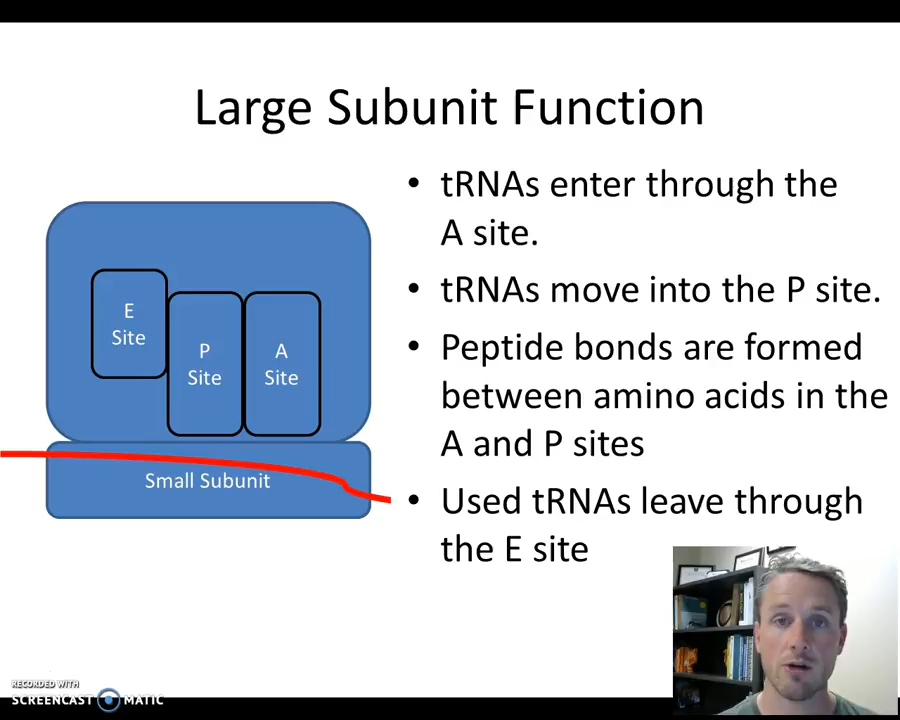 Large Subunit Function
E
Site
P
Site
A
Site
Small Subunit
• tRNAs enter through the
A site.
• tRNAs move into the P site.
• Peptide bonds are formed
between amino acids in the
A and P sites
• Used tRNAs leave through
the E site
RECORDED WITH
SCREENCAST MATIC